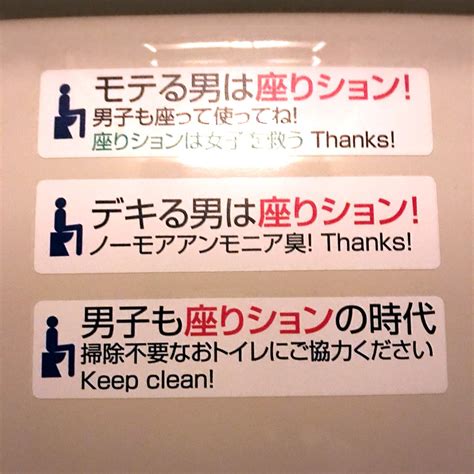 モテる男は座りション!
男子も座って使ってね!
座りションは女子を救う Thanks!
デキる男は座りション!
ノーモアアンモニア臭! Thanks!
男子も座りションの時代
掃除不要なおトイレにご協力ください
Keep clean!